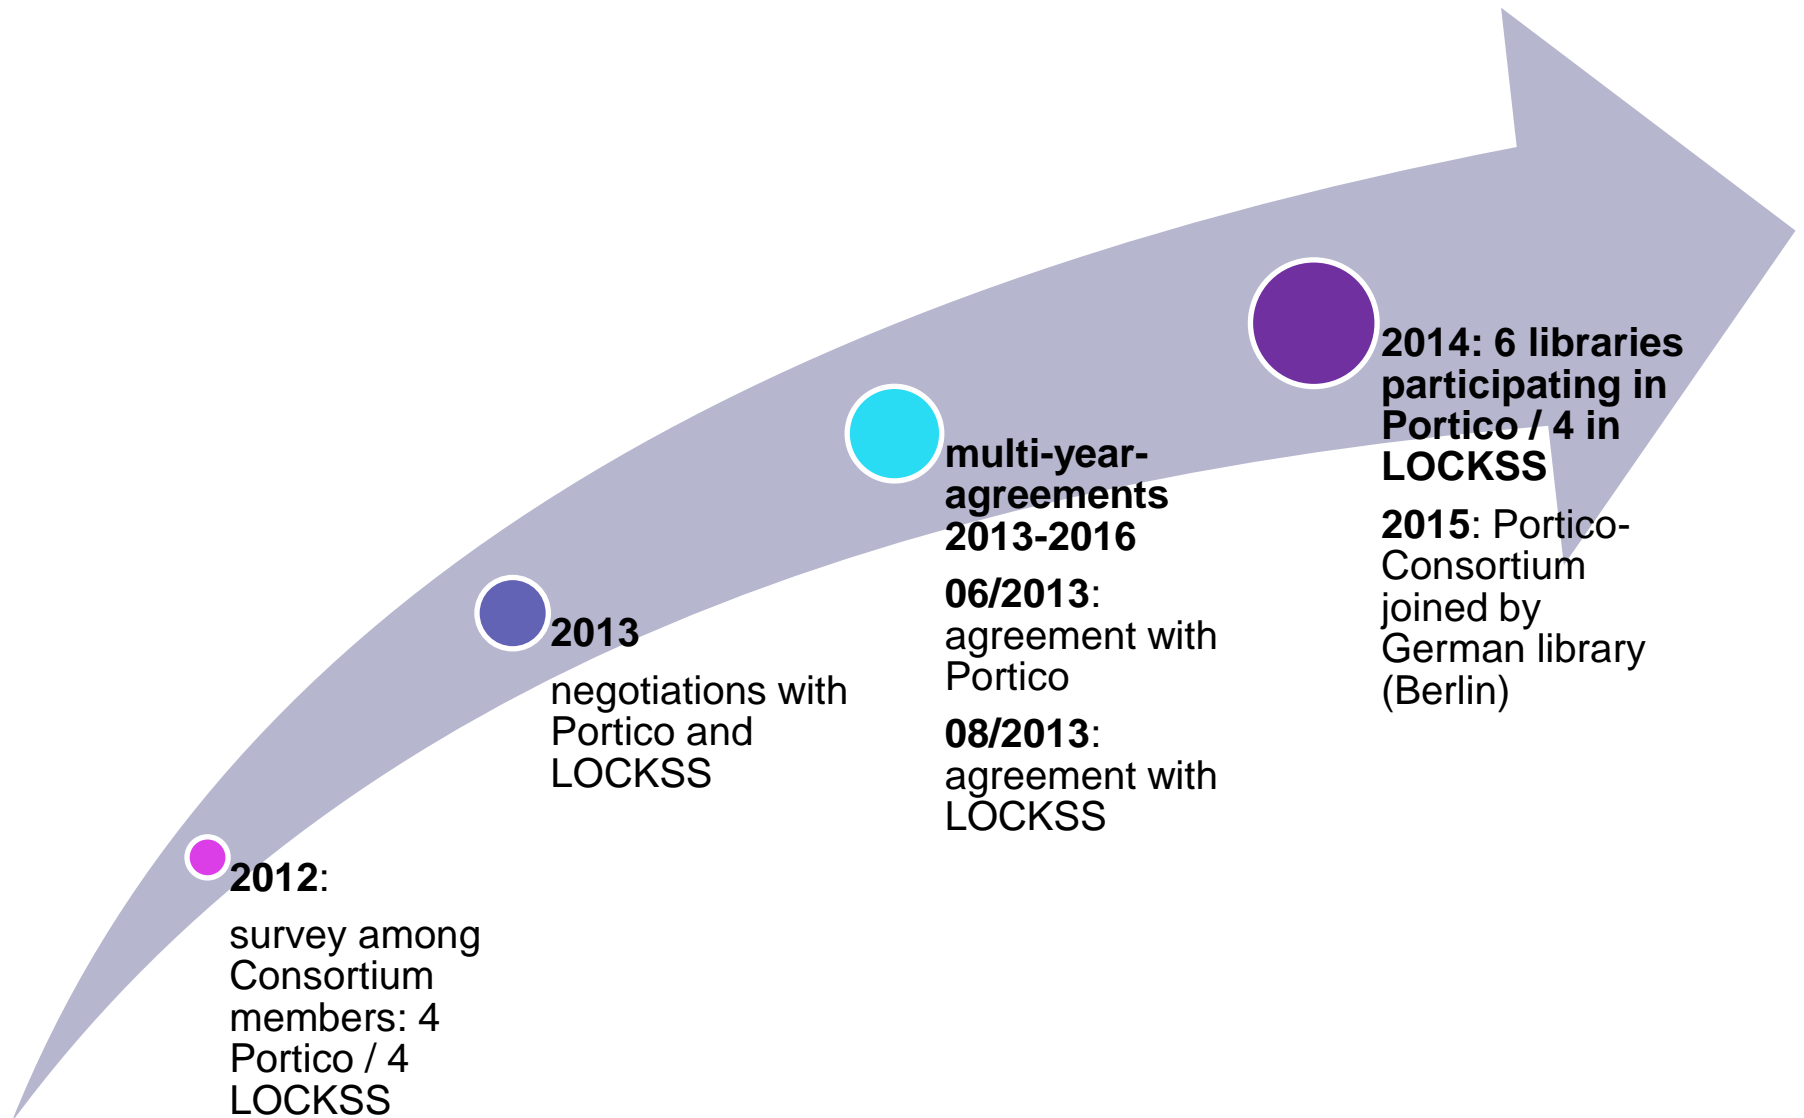 2012:
survey among
Consortium
members: 4
Portico / 4
LOCKSS
2013
negotiations with
Portico and
LOCKSS
multi-year-
agreements
2013-2016
06/2013:
agreement with
Portico
08/2013:
agreement with
LOCKSS
2014: 6 libraries
participating in
Portico / 4 in
LOCKSS
2015: Portico-
Consortium
joined by
German library
(Berlin)